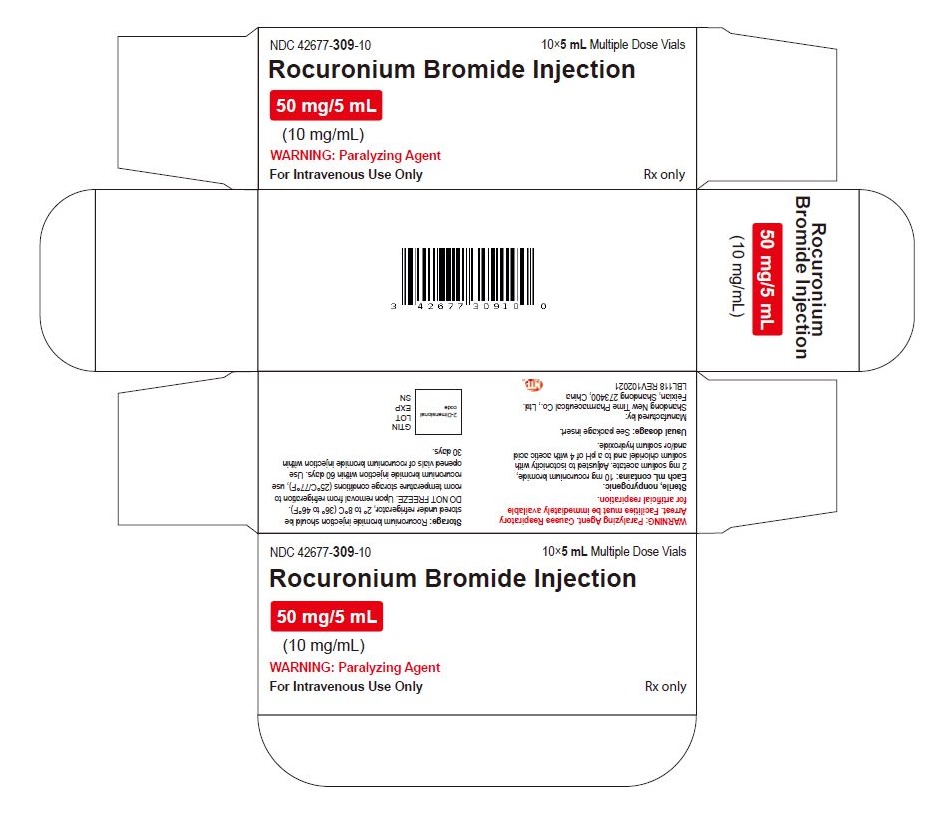 NDC 42677-309-10
10×5 mL Multiple Dose Vials
Rocuronium Bromide Injection
50 mg/5 mL
(10 mg/mL)
WARNING: Paralyzing Agent
For Intravenous Use Only
Rx only
3 42677 30910 0
Rocuronium
Bromide Injection
50 mg/5 mL
(10 mg/mL)
WARNING: Paralyzing Agent. Causes Respiratory
Arrest. Facilities must be immediately available
for artificial respiration.
Sterile, nonpyrogenic.
Each mL contains: 10 mg rocuronium bromide,
2 mg sodium acetate. Adjusted to isotonicity with
sodium chlorideI and to a pH of 4 with acetic acid
and/or sodium hydroxide.
Usual dosage: See package insert.
Manufactured by:
Shandong New Time Pharmaceutical Co., Ltd.
Feixian, Shandong 273400, China
LBL118 REV102021
Storage: Rocuronium bromide injection should be
stored under refrigerator, 2° to 8°C (36° to 46°F).
DO NOT FREEZE. Upon removal from refrigeration to
room temperature storage conditions (25°C/77°F), use
rocuronium bromide injection within 60 days. Use
opened vials of rocuronium bromide injection within
30 days.
2-Dimensional
code
GTIN
LOT
EXP
SN
NDC 42677-309-10
10×5 mL Multiple Dose Vials
Rocuronium Bromide Injection
50 mg/5 mL
(10 mg/mL)
WARNING: Paralyzing Agent
For Intravenous Use Only
Rx only